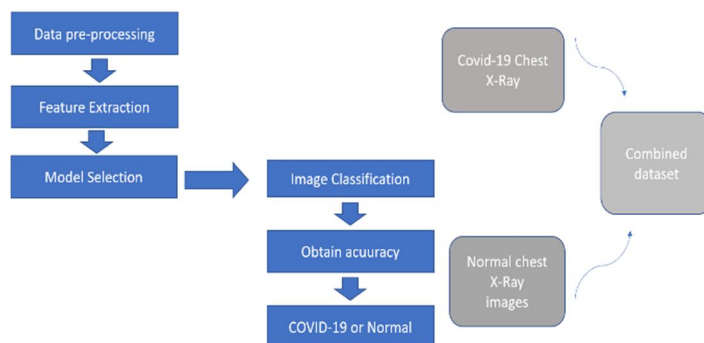 Data pre-processing
Feature Extraction
Model Selection
Image Classification
Obtain acuuracy
COVID-19 or Normal
Covid-19 Chest
X-Ray
Normal chest
X-Ray
images
Combined
dataset